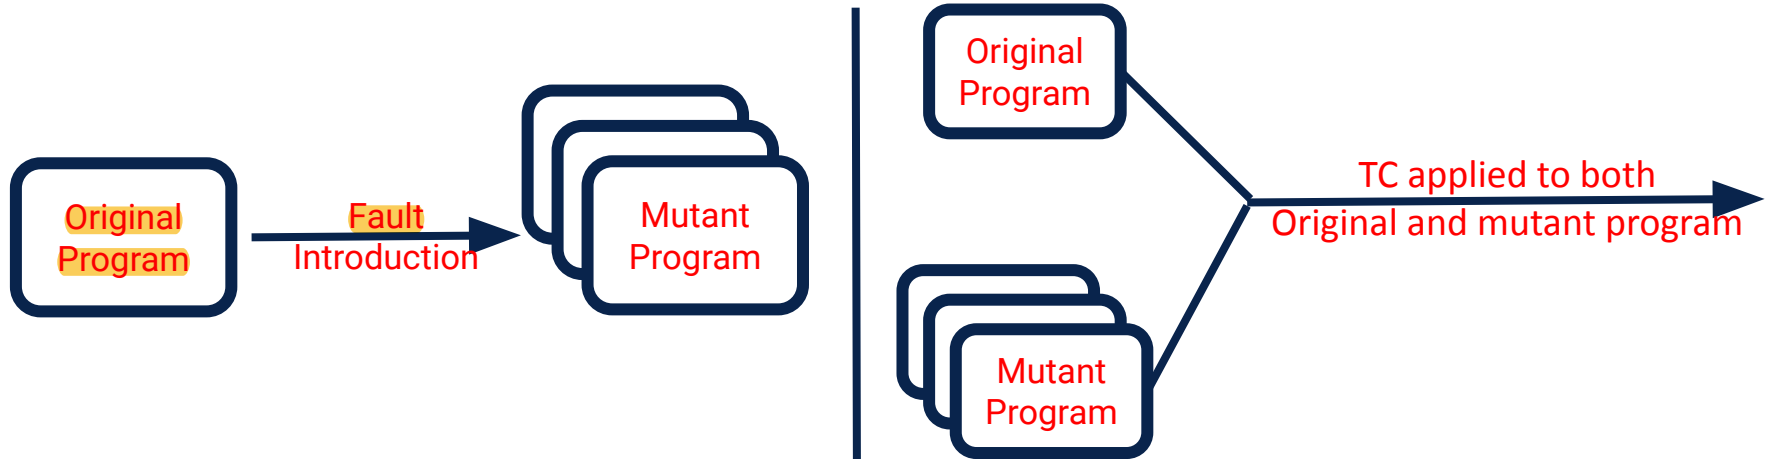 Original
Program
Fault
Introduction
Mutant
Program
Original
Program
Mutant
Program
TC applied to both
Original and mutant program